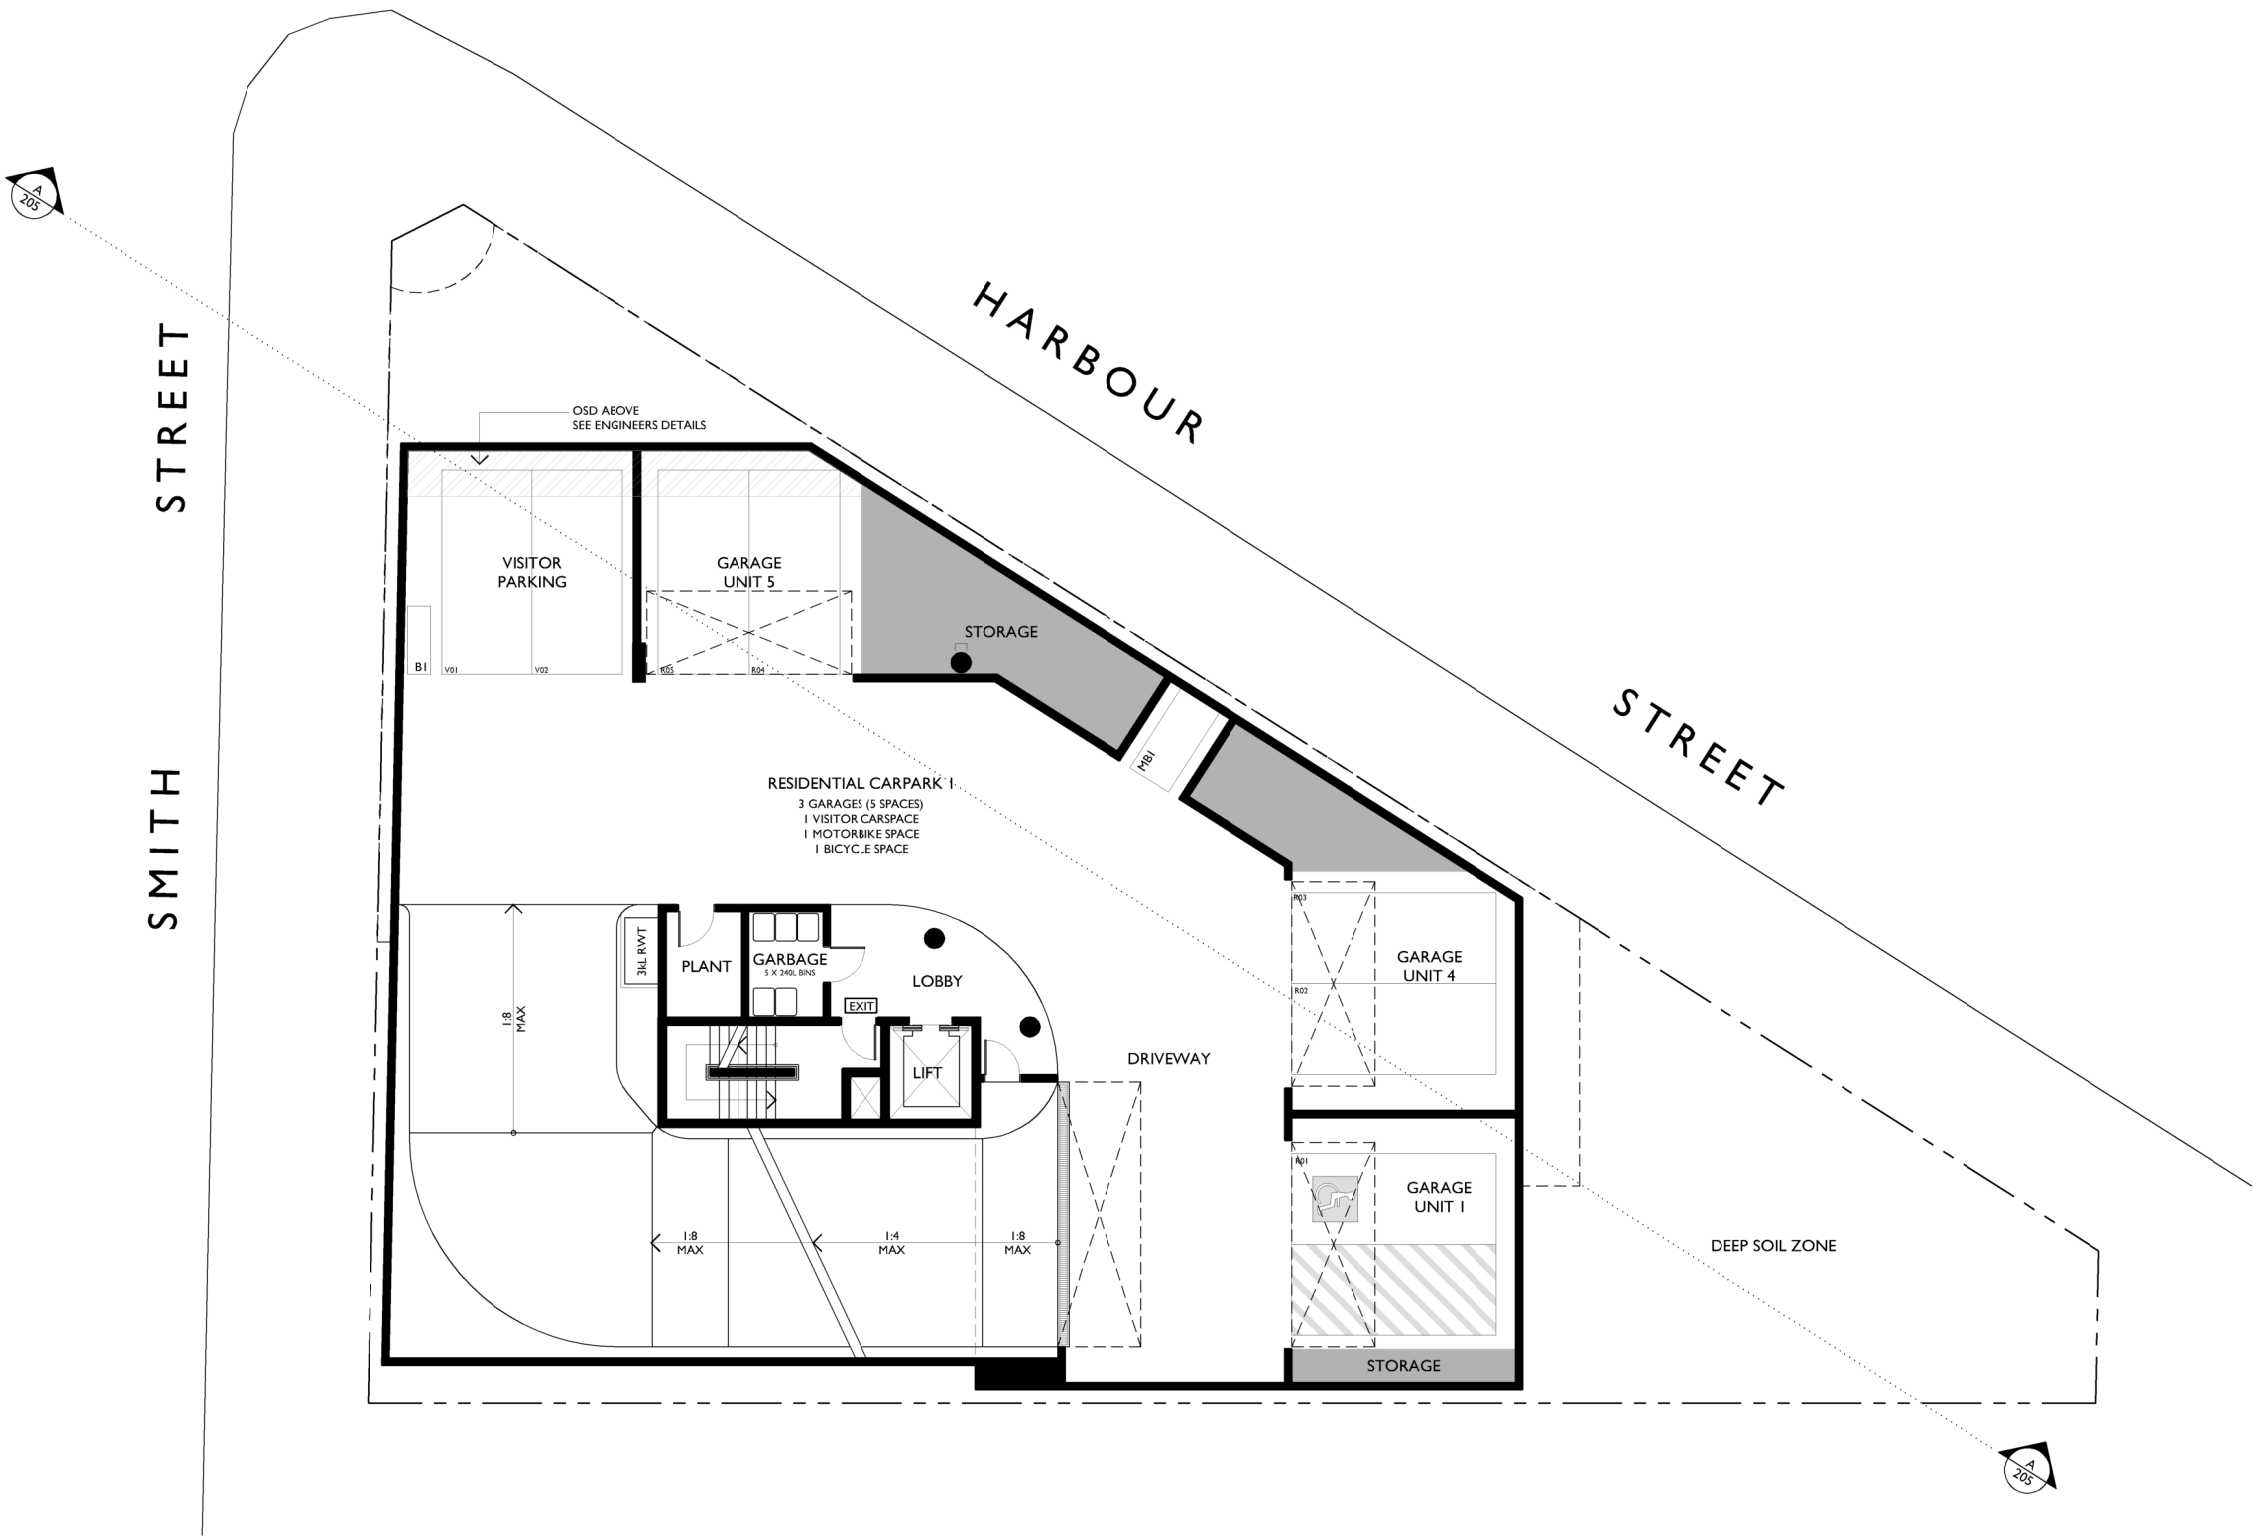 A
205
HARBOUR
STREET
SMITH
STREET
OSD ABOVE
SEE ENGINEERS DETAILS
VISITOR
PARKING
GARAGE
UNIT 5
STORAGE
B1
V01
V02
R05
R04
MB1
RESIDENTIAL CARPARK 1
3 GARAGES (5 SPACES)
1 VISITOR CARSPACE
1 MOTORBIKE SPACE
1 BICYCLE SPACE
R03
GARAGE
UNIT 4
R02
3kL RWT
PLANT
GARBAGE
5 X 240L BINS
LOBBY
EXIT
1:8
MAX
LIFT
DRIVEWAY
R01
GARAGE
UNIT 1
1:8
MAX
1:4
MAX
1:8
MAX
DEEP SOIL ZONE
STORAGE
A
205